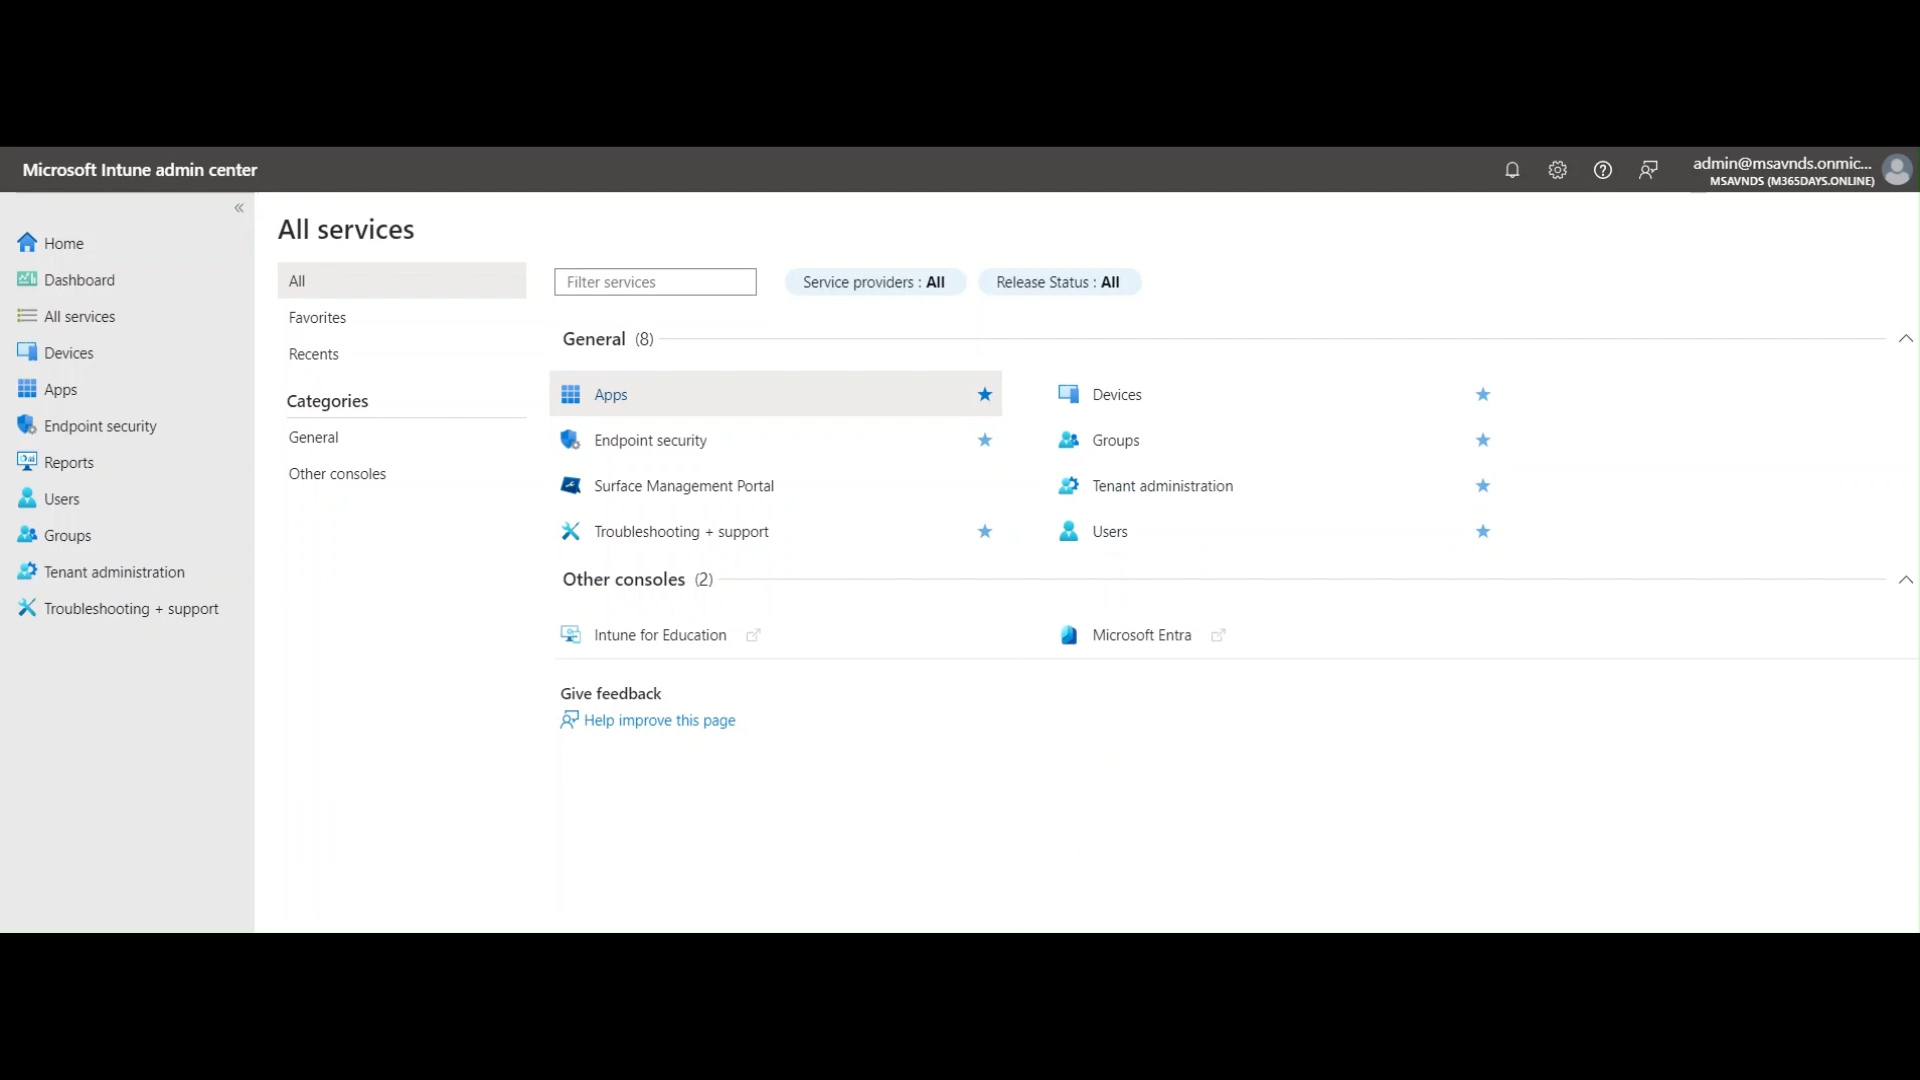 Microsoft Intune admin center
admin@msavnds.onmic...
MSAVNDS (M365DAYS.ONLINE)
«
Home
Dashboard
All services
Devices
Apps
Endpoint security
Reports
Users
Groups
Tenant administration
Troubleshooting + support
All services
All
Favorites
Recents
Categories
General
Other consoles
Filter services
Service providers : All
Release Status : All
General (8)
Apps
Devices
Endpoint security
Groups
Surface Management Portal
Tenant administration
Troubleshooting + support
Users
Other consoles (2)
Intune for Education
Microsoft Entra
Give feedback
Help improve this page